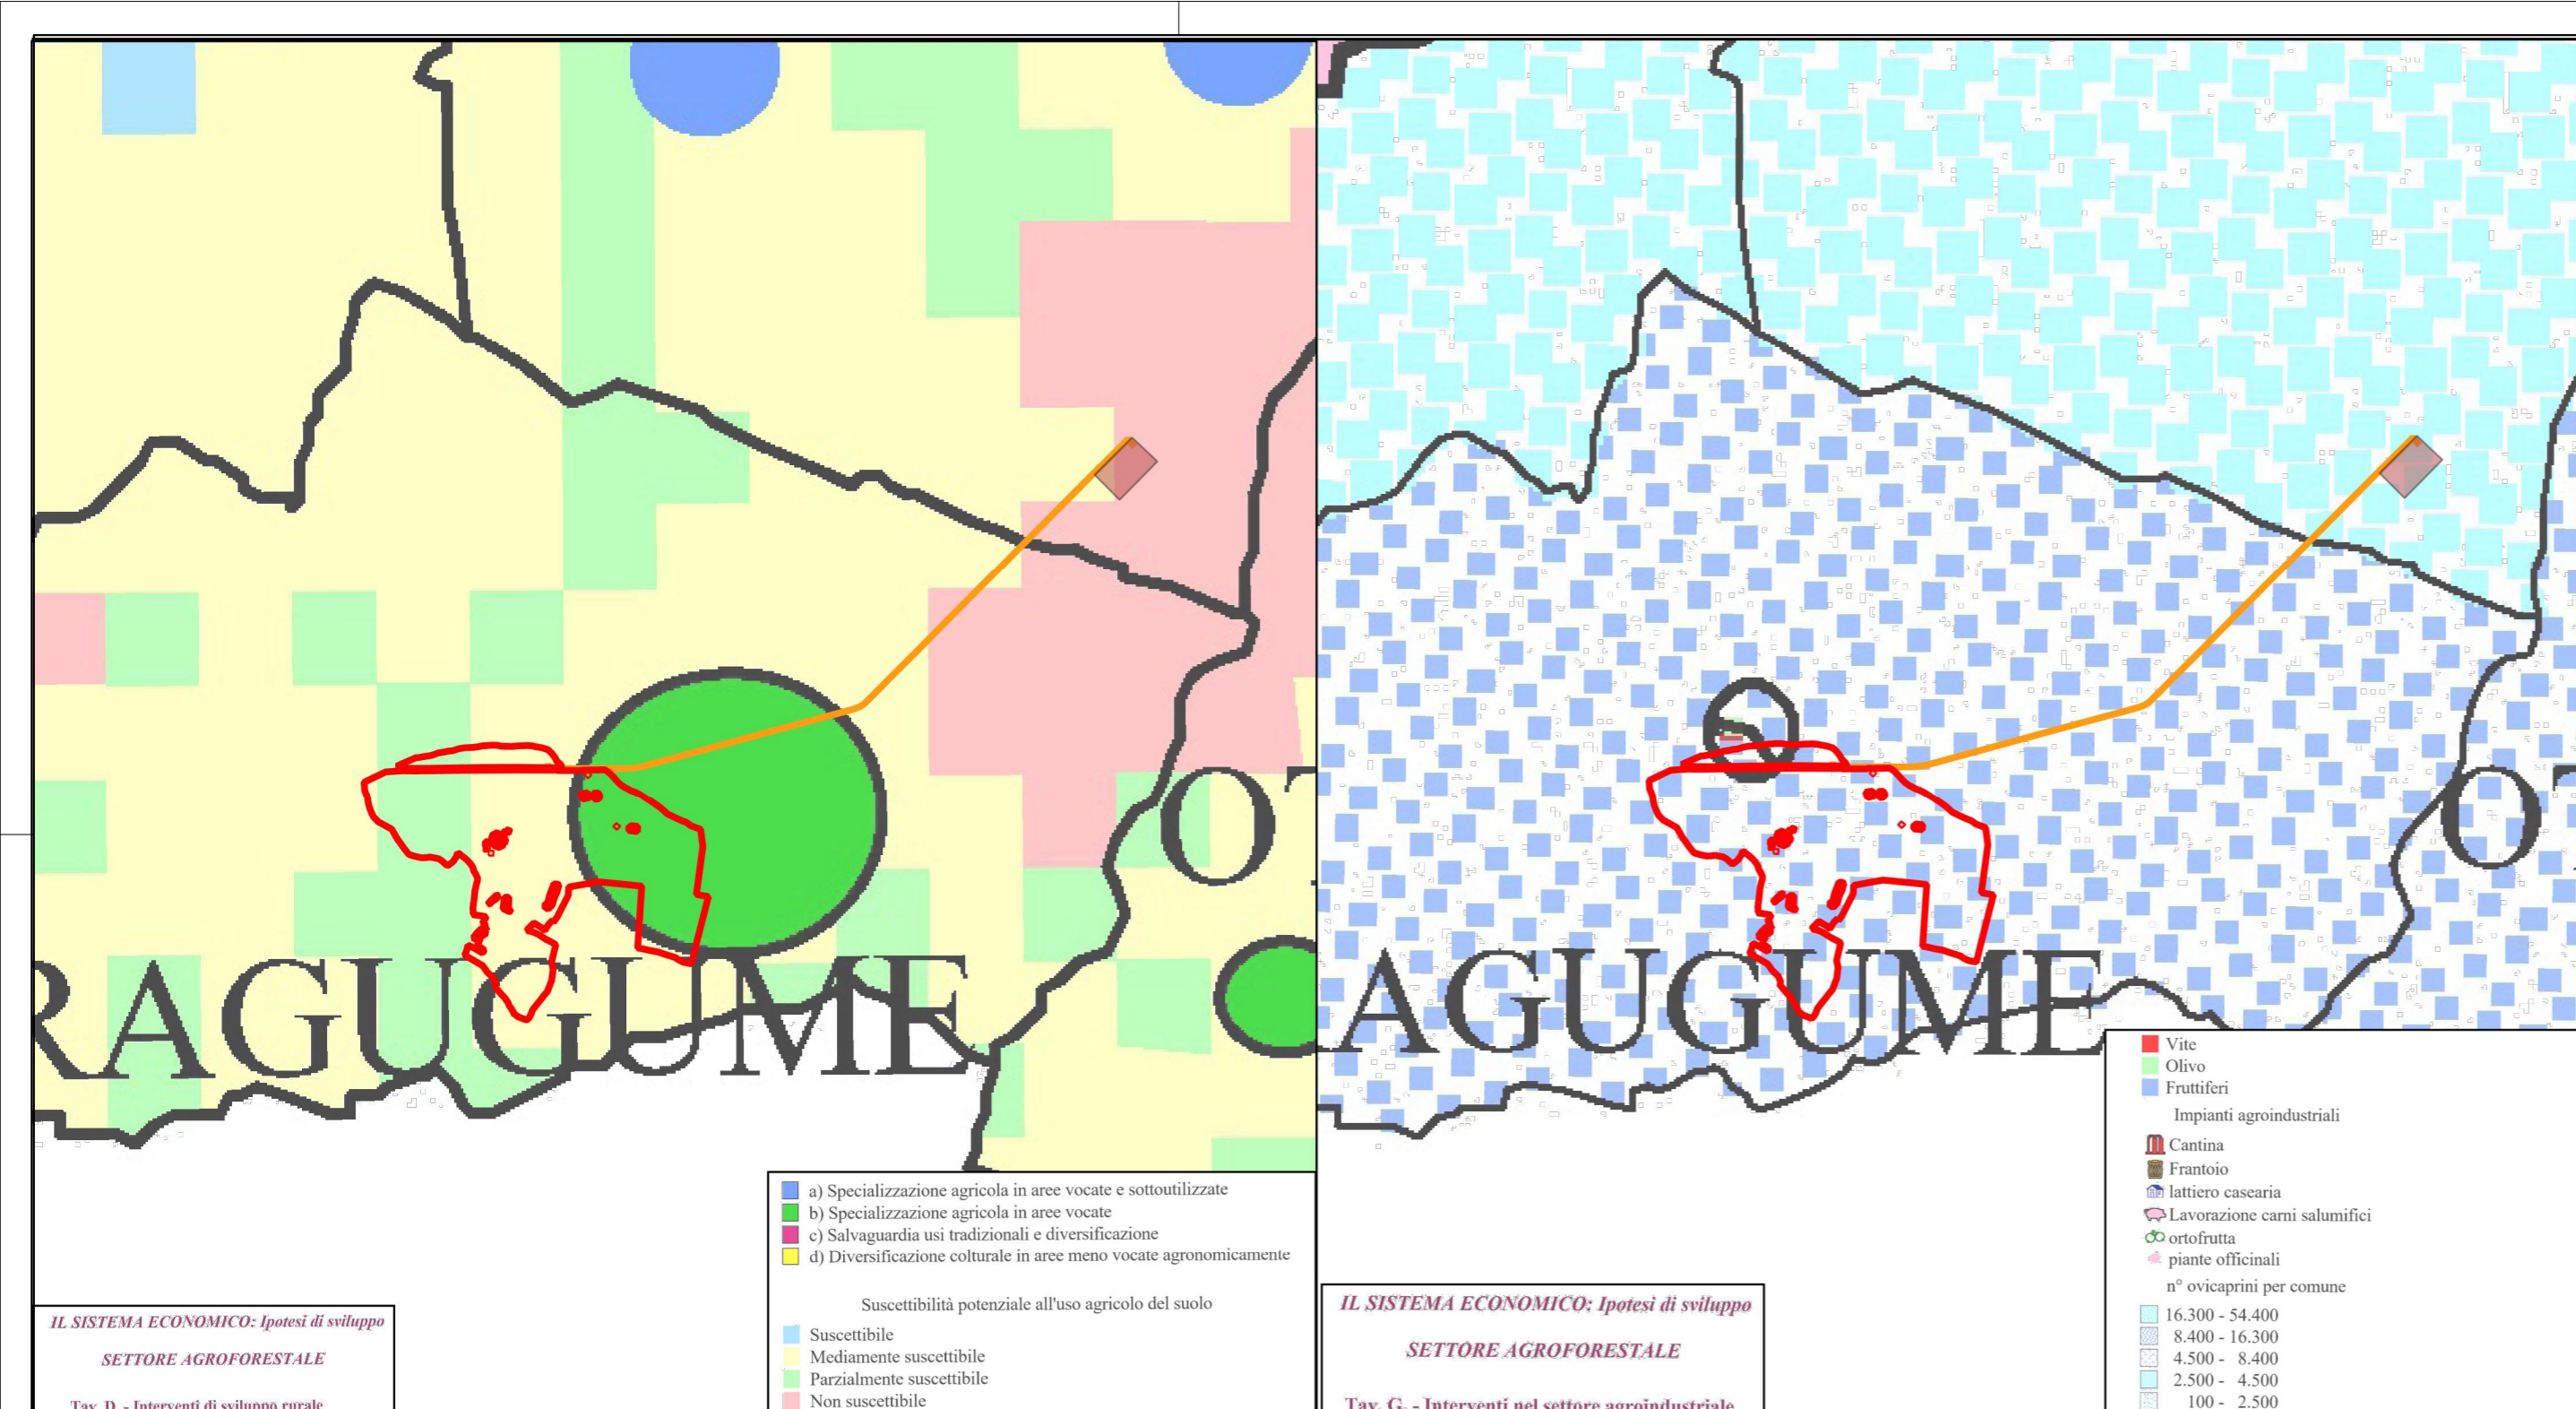 RAGUGUME
O
a) Specializzazione agricola in aree vocate e sottoutilizzate
b) Specializzazione agricola in aree vocate
c) Salvaguardia usi tradizionali e diversificazione
d) Diversificazione colturale in aree meno vocate agronomicamente
Suscettibilità potenziale all'uso agricolo del suolo
Suscettibile
Mediamente suscettibile
Parzialmente suscettibile
Non suscettibile
IL SISTEMA ECONOMICO: Ipotesi di sviluppo
SETTORE AGROFORESTALE
Tav. D. - Interventi di sviluppo rurale
AGUGUME
O
Vite
Olivo
Fruttiferi
Impianti agroindustriali
Cantina
Frantoio
lattiero casearia
Lavorazione carni salumifici
ortofrutta
piante officinali
n° ovicaprini per comune
16.300 - 54.400
8.400 - 16.300
4.500 - 8.400
2.500 - 4.500
100 - 2.500
IL SISTEMA ECONOMICO: Ipotesi di sviluppo
SETTORE AGROFORESTALE
Tav. G. - Interventi nel settore agroindustriale